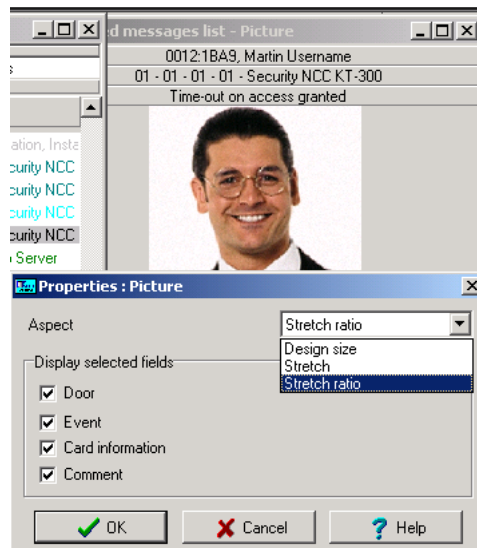 d messages list - Picture
0012:1BA9, Martin Username
01 - 01 - 01 - 01 - Security NCC KT-300
Time-out on access granted
s
ation, Insta
curity NCC
curity NCC
curity NCC
curity NCC
Server
Properties : Picture
Aspect
Stretch ratio
Design size
Stretch
Stretch ratio
Display selected fields
Door
Event
Card information
Comment
OK
Cancel
Help